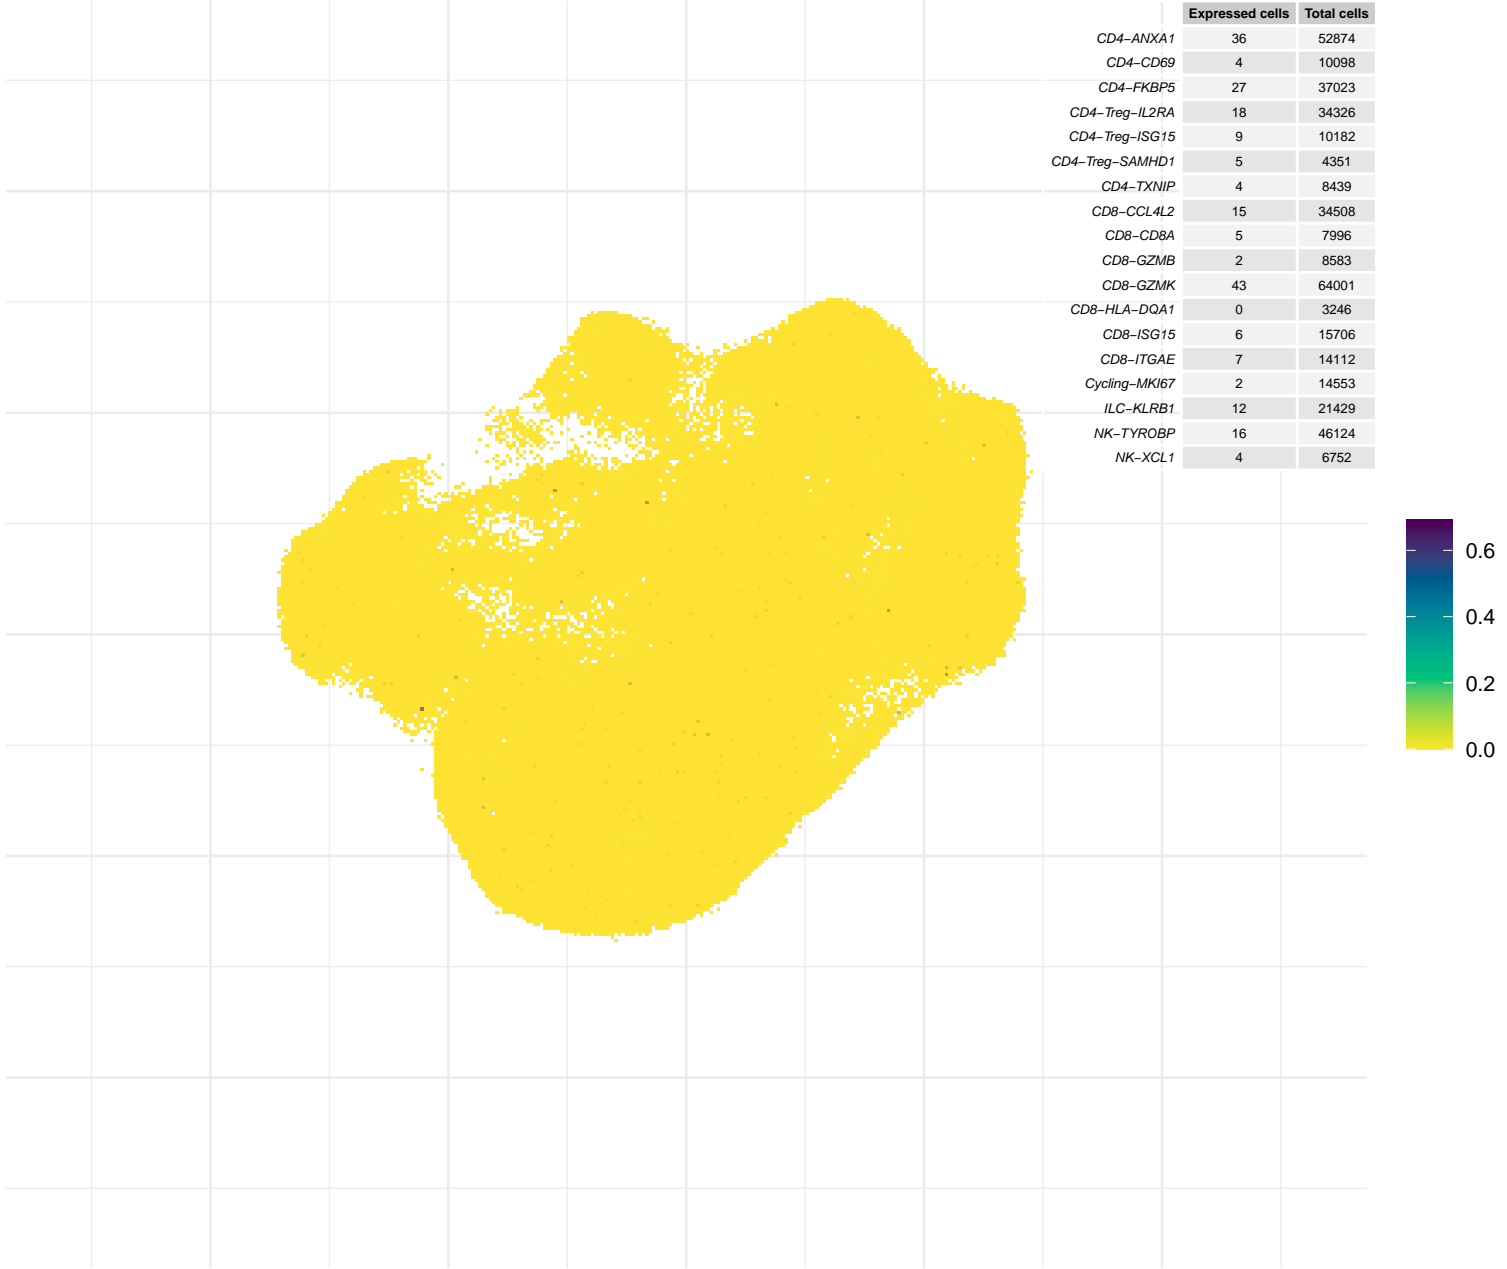 Expressed cells Total cells
CD4−ANXA1 36 52874
CD4−CD69 4 10098
CD4−FKBP5 27 37023
CD4−Treg−IL2RA 18 34326
CD4−Treg−ISG15 9 10182
CD4−Treg−SAMHD1 5 4351
CD4−TXNIP 4 8439
CD8−CCL4L2 15 34508
CD8−CD8A 5 7996
CD8−GZMB 2 8583
CD8−GZMK 43 64001
CD8−HLA−DQA1 0 3246
CD8−ISG15 6 15706
CD8−ITGAE 7 14112
Cycling−MKI67 2 14553
ILC−KLRB1 12 21429
NK−TYROBP 16 46124
NK−XCL1 4 6752
0.6
0.4
0.2
0.0